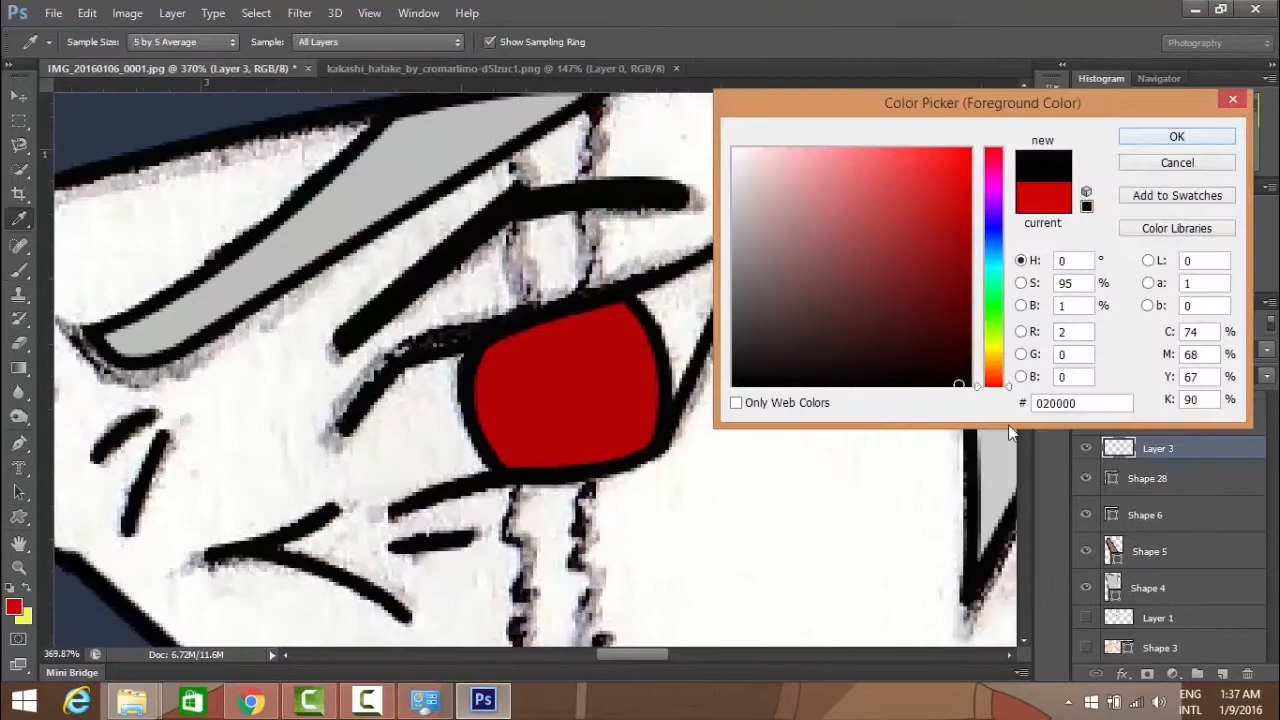 Ps File Edit Image Layer Type Select Filter 3D View Window Help
Sample Size: 5 by 5 Average Sample: All Layers Show Sampling Ring Photography
IMG_20160106_0001.jpg @ 370% (Layer 3, RGB/8) * × kakashi_hatake_by_cromarlimo-d5lzuc1.png @ 147% (Layer 0, RGB/8) × Histogram Navigator
3
1
Color Picker (Foreground Color)
new
OK
Cancel
Add to Swatches
current
Color Libraries
H: 0 ° L: 0
S: 95 % a: 1
B: 1 % b: 0
R: 2 C: 74 %
G: 0 M: 68 %
B: 0 Y: 67 %
Only Web Colors # 020000 K: 90 %
Layer 3
Shape 28
Shape 6
Shape 5
Shape 4
Layer 1
Shape 3
369.87% Doc: 6.72M/11.6M
Mini Bridge
ENG 1:37 AM
INTL 1/9/2016